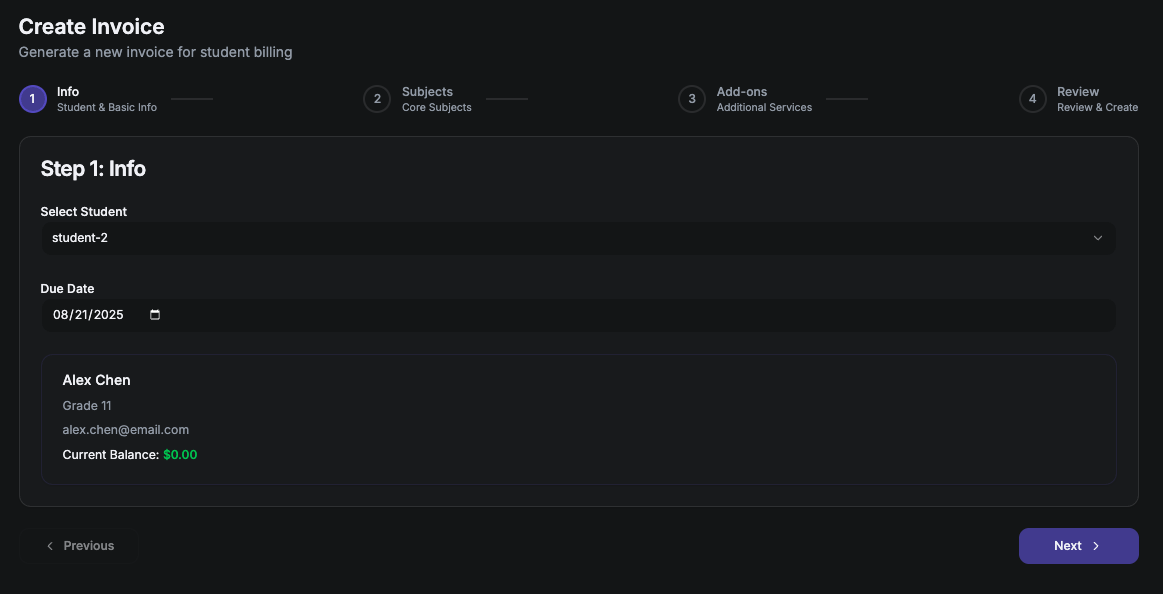 Create Invoice
Generate a new invoice for student billing
1 Info 2 Subjects 3 Add-ons 4 Review
Student & Basic Info Core Subjects Additional Services Review & Create
Step 1: Info
Select Student
student-2
Due Date
08/21/2025
Alex Chen
Grade 11
alex.chen@email.com
Current Balance: $0.00
Previous Next